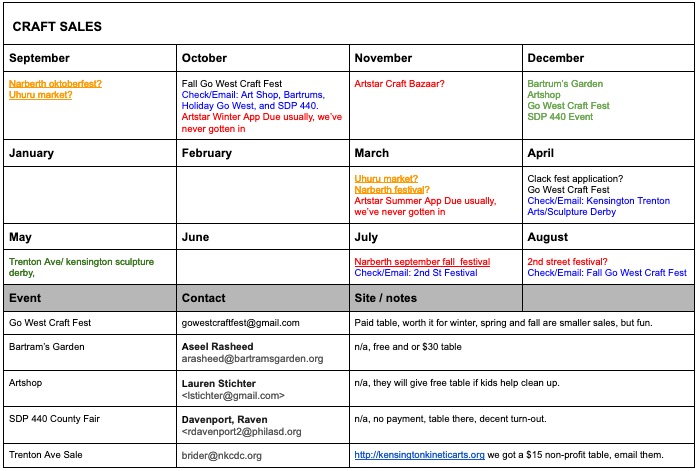 CRAFT SALES
September
October
November
December
Narberth oktoberfest?
Uhuru market?
Fall Go West Craft Fest
Check/Email: Art Shop, Bartrums,
Holiday Go West, and SDP 440.
Artstar Winter App Due usually, we've
never gotten in
Artstar Craft Bazaar?
Bartrum's Garden
Artshop
Go West Craft Fest
SDP 440 Event
January
February
March
April
Uhuru market?
Narberth festival?
Artstar Summer App Due usually,
we've never gotten in
Clack fest application?
Go West Craft Fest
Check/Email: Kensington Trenton
Arts/Sculpture Derby
May
June
July
August
Trenton Ave/ kensington sculpture
derby,
Narberth september fall festival
Check/Email: 2nd St Festival
2nd street festival?
Check/Email: Fall Go West Craft Fest
Event
Contact
Site / notes
Go West Craft Fest
gowestcraftfest@gmail.com
Paid table, worth it for winter, spring and fall are smaller sales, but fun.
Bartram's Garden
Aseel Rasheed
arasheed@bartramsgarden.org
n/a, free and or $30 table
Artshop
Lauren Stichter
<lstichter@gmail.com>
n/a, they will give free table if kids help clean up.
SDP 440 County Fair
Davenport, Raven
<rdavenport2@philasd.org
n/a, no payment, table there, decent turn-out.
Trenton Ave Sale
brider@nkcdc.org
http://kensingtonkineticarts.org we got a $15 non-profit table, email them.